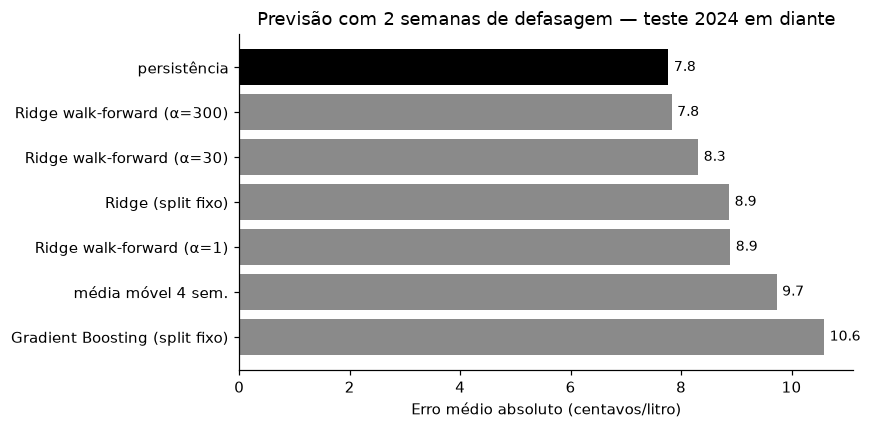 Previsão com 2 semanas de defasagem — teste 2024 em diante
persistência 7.8
Ridge walk-forward (α=300) 7.8
Ridge walk-forward (α=30) 8.3
Ridge (split fixo) 8.9
Ridge walk-forward (α=1) 8.9
média móvel 4 sem. 9.7
Gradient Boosting (split fixo) 10.6
0 2 4 6 8 10
Erro médio absoluto (centavos/litro)